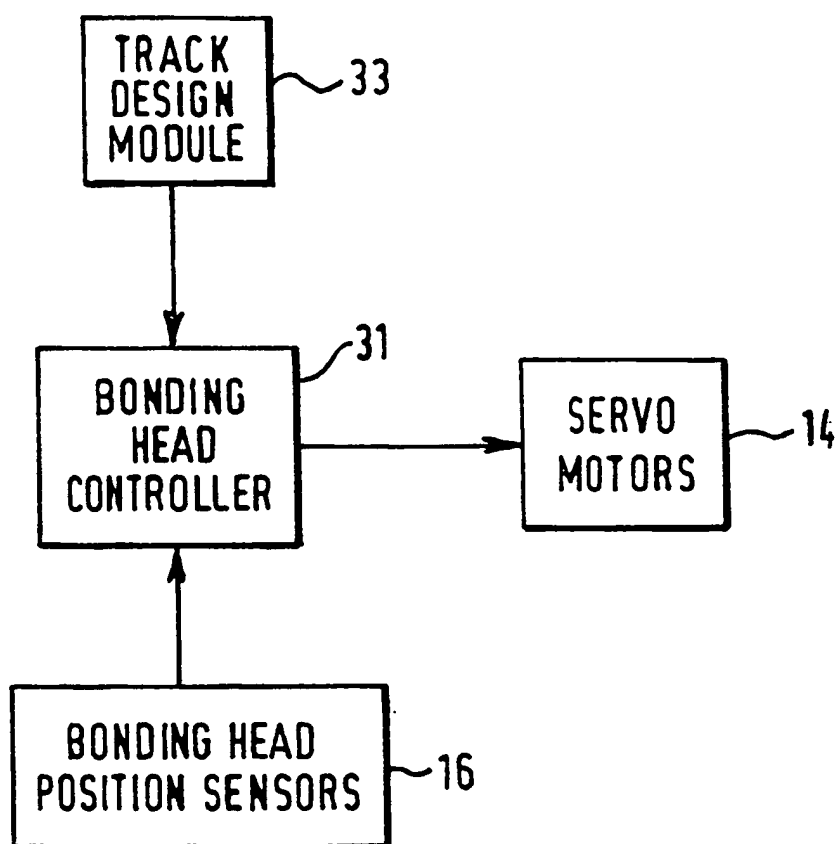 TRACK
DESIGN
MODULE
33
BONDING
HEAD
CONTROLLER
31
SERVO
MOTORS
14
BONDING HEAD
POSITION SENSORS
16